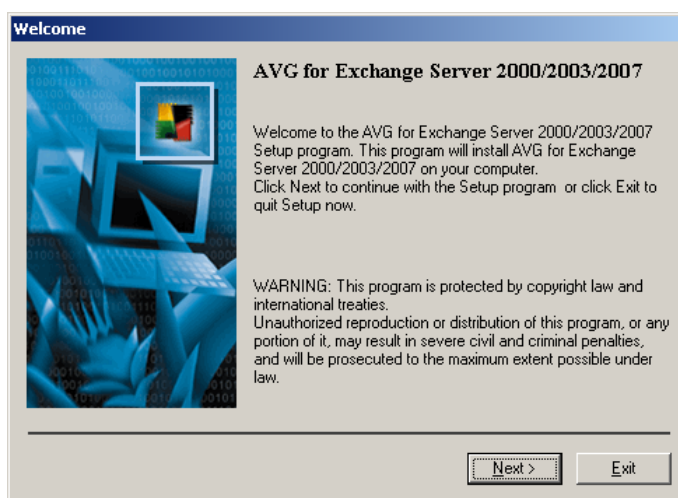 Welcome
AVG for Exchange Server 2000/2003/2007
Welcome to the AVG for Exchange Server 2000/2003/2007
Setup program. This program will install AVG for Exchange
Server 2000/2003/2007 on your computer.
Click Next to continue with the Setup program or click Exit to
quit Setup now.
WARNING: This program is protected by copyright law and
international treaties.
Unauthorized reproduction or distribution of this program, or any
portion of it, may result in severe civil and criminal penalties,
and will be prosecuted to the maximum extent possible under
law.
Next >
Exit